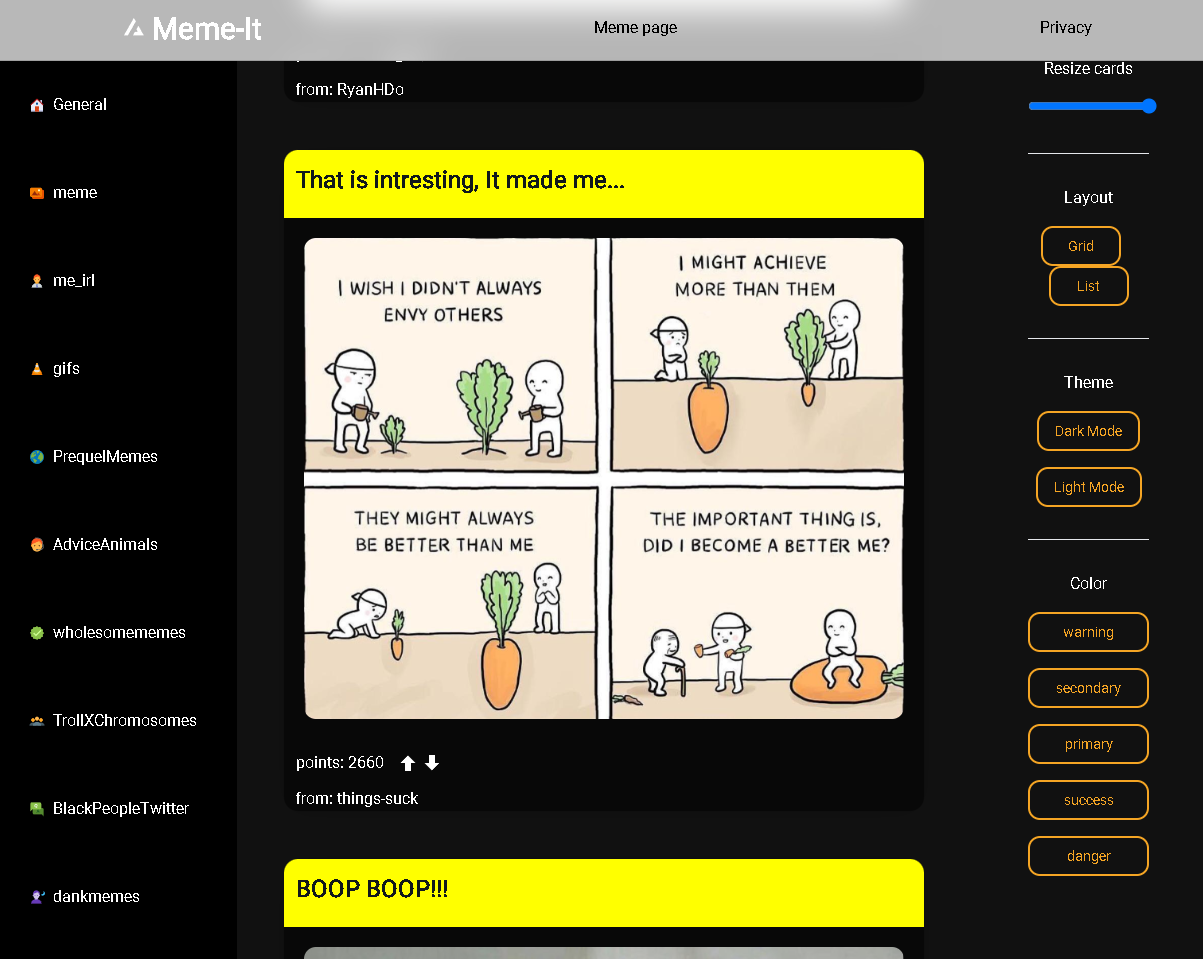 Meme-It
Meme page
Privacy
General
meme
me_irl
gifs
PrequelMemes
AdviceAnimals
wholesomememes
TrollXChromosomes
BlackPeopleTwitter
dankmemes
from: RyanHDo
That is intresting, It made me...
I WISH I DIDN'T ALWAYS
ENVY OTHERS
I MIGHT ACHIEVE
MORE THAN THEM
THEY MIGHT ALWAYS
BE BETTER THAN ME
THE IMPORTANT THING IS,
DID I BECOME A BETTER ME?
points: 2660
from: things-suck
BOOP BOOP!!!
Resize cards
Layout
Grid
List
Theme
Dark Mode
Light Mode
Color
warning
secondary
primary
success
danger